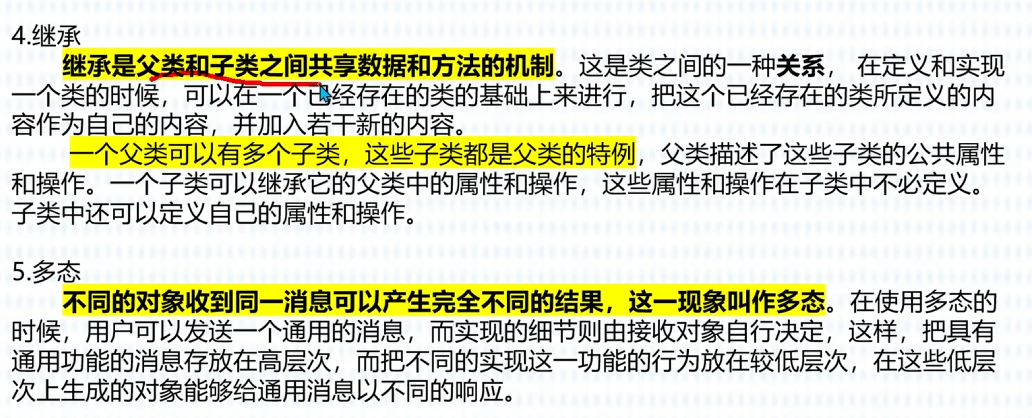 4.继承
继承是父类和子类之间共享数据和方法的机制。这是类之间的一种关系，在定义和实现
一个类的时候，可以在一个已经存在的类的基础上来进行，把这个已经存在的类所定义的内
容作为自己的内容，并加入若干新的内容。
一个父类可以有多个子类，这些子类都是父类的特例，父类描述了这些子类的公共属性
和操作。一个子类可以继承它的父类中的属性和操作，这些属性和操作在子类中不必定义。
子类中还可以定义自己的属性和操作。
5.多态
不同的对象收到同一消息可以产生完全不同的结果，这一现象叫作多态。在使用多态的
时候，用户可以发送一个通用的消息，而实现的细节则由接收对象自行决定，这样，把具有
通用功能的消息存放在高层次，而把不同的实现这一功能的行为放在较低层次，在这些低层
次上生成的对象能够给通用消息以不同的响应。